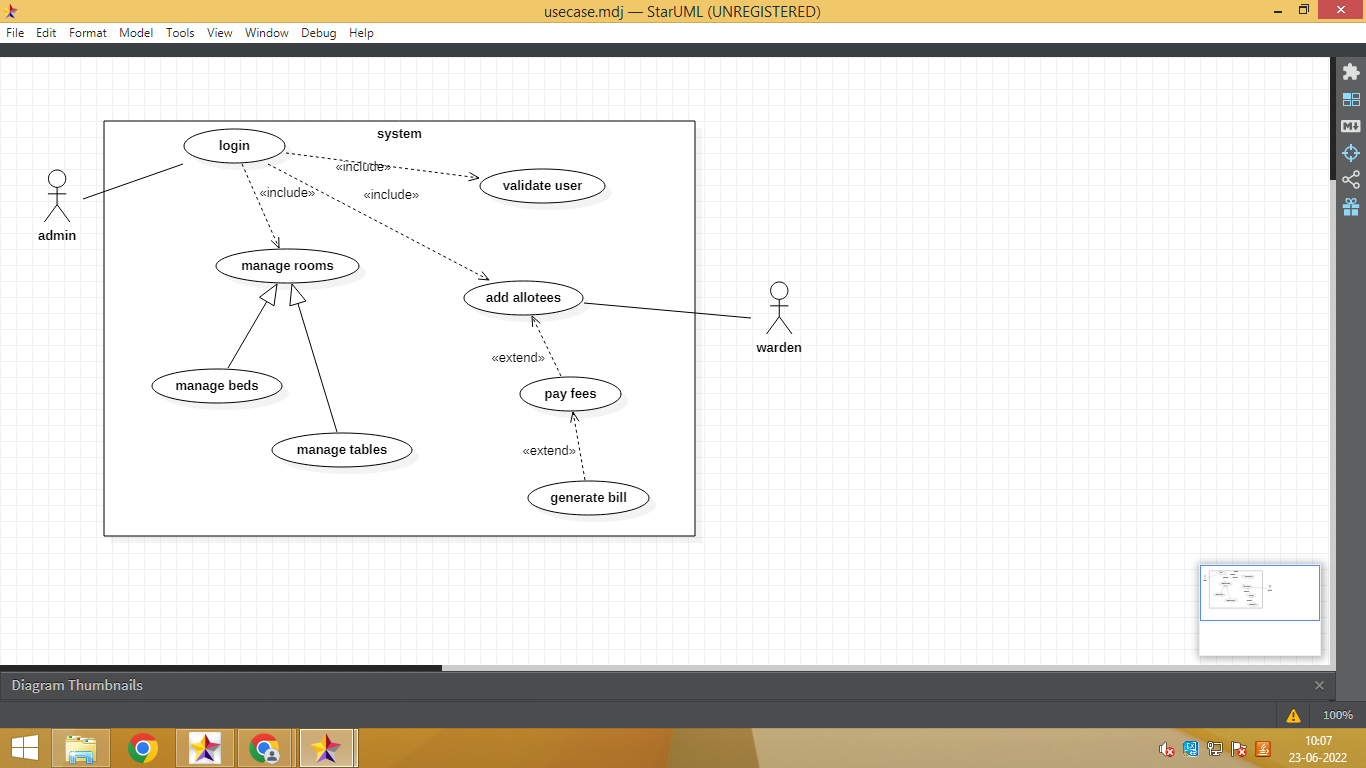 usecase.mdj — StarUML (UNREGISTERED)
File Edit Format Model Tools View Window Debug Help
system
login
«include»
validate user
«include»
«include»
admin
manage rooms
add allotees
warden
«extend»
manage beds
pay fees
manage tables
«extend»
generate bill
Diagram Thumbnails
100%
10:07
23-06-2022